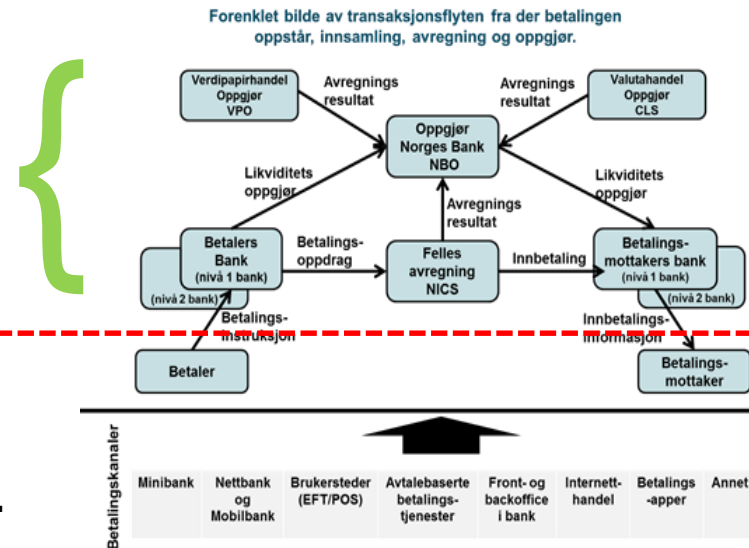 Forenklet bilde av transaksjonsflyten fra der betalingen
oppstår, innsamling, avregning og oppgjør.
Verdipapirhandel
Oppgjør
VPO
Avregnings
resultat
Avregnings
resultat
Valutahandel
Oppgjør
CLS
Oppgjør
Norges Bank
NBO
Likviditets
oppgjør
Likviditets
oppgjør
Avregnings
resultat
Betalers
Bank
(nivå 1 bank)
(nivå 2 bank)
Betalings-
oppdrag
Felles
avregning
NICS
Innbetaling
Betalings-
mottakers bank
(nivå 1 bank)
(nivå 2 bank)
Betalings-
instruksjon
Innbetalings-
informasjon
Betaler
Betalings-
mottaker
Betalingskanaler
Minibank
Nettbank
og
Mobilbank
Brukersteder
(EFT/POS)
Avtalebaserte
betalings-
tjenester
Front- og
backoffice
i bank
Internett-
handel
Betalings
-apper
Annet